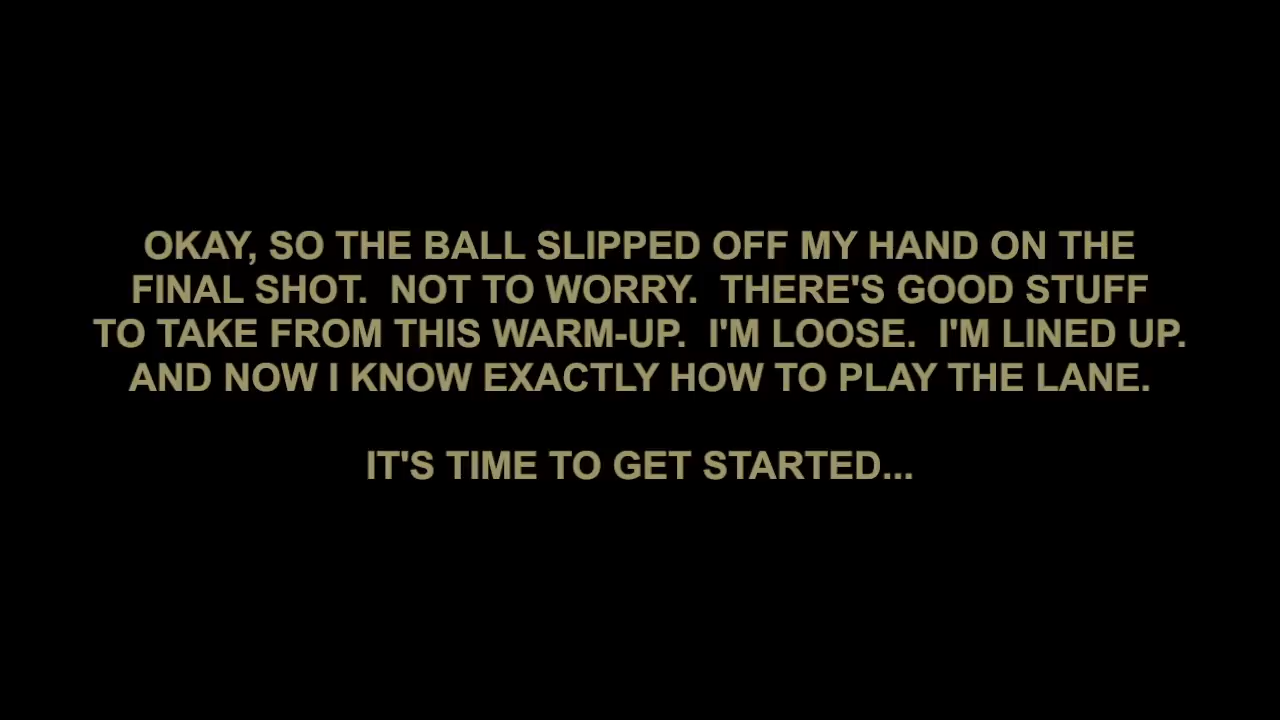 OKAY, SO THE BALL SLIPPED OFF MY HAND ON THE
FINAL SHOT.  NOT TO WORRY.  THERE'S GOOD STUFF
TO TAKE FROM THIS WARM-UP.  I'M LOOSE.  I'M LINED UP.
AND NOW I KNOW EXACTLY HOW TO PLAY THE LANE.
IT'S TIME TO GET STARTED...